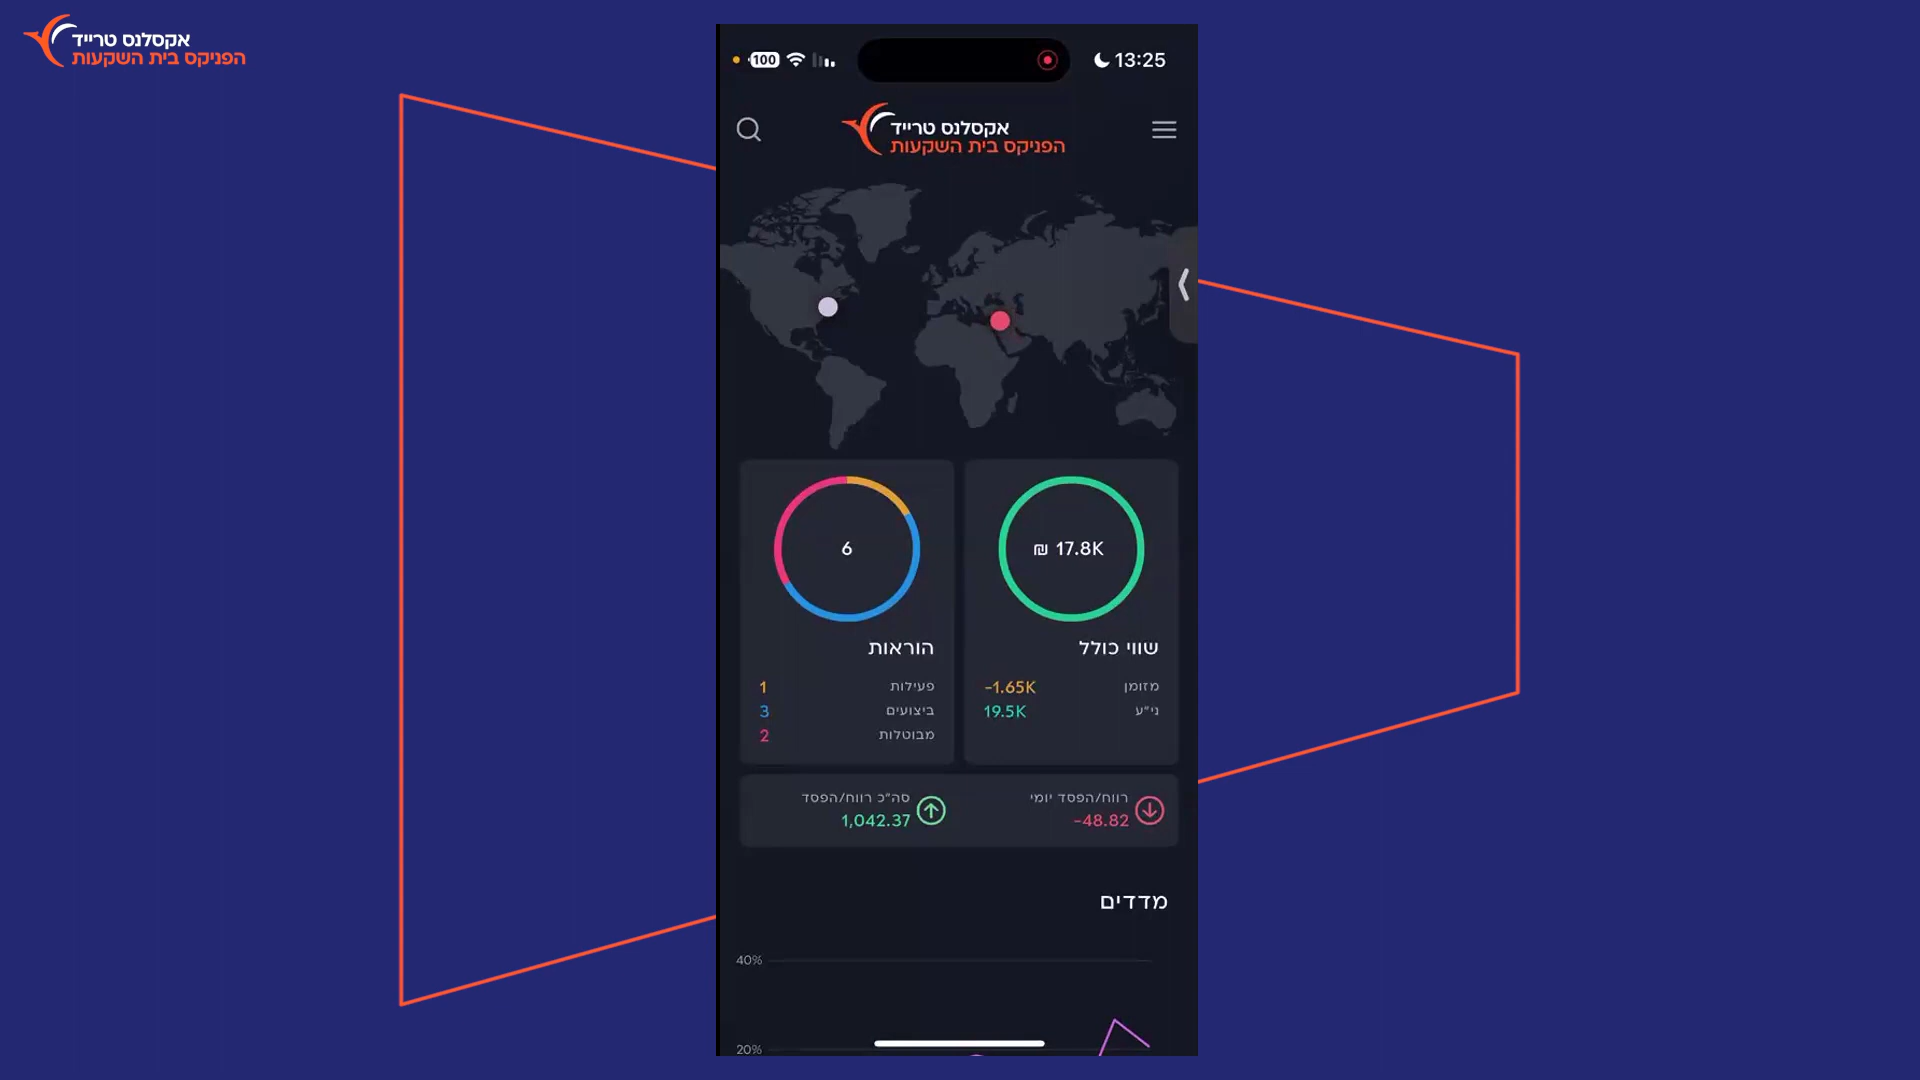 אקסלנס טרייד
הפניקס בית השקעות
100
13:25
אקסלנס טרייד
הפניקס בית השקעות
17.8K ₪
שווי כולל
מזומן -1.65K
ני"ע 19.5K
6
הוראות
פעילות 1
ביצועים 3
מבוטלות 2
רווח/הפסד יומי
-48.82
סה"כ רווח/הפסד
1,042.37
מדדים
40%
20%